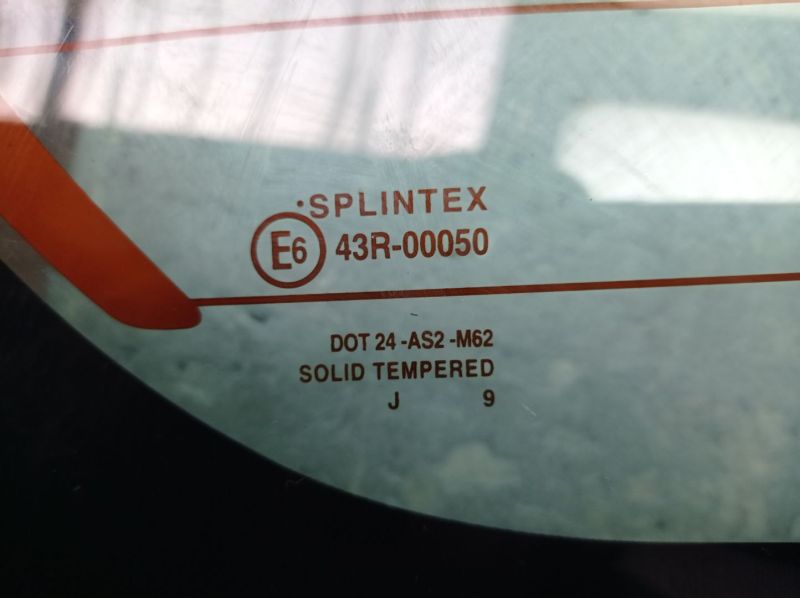 ·SPLINTEX
E6 43R-00050
DOT 24 -AS2 -M62
SOLID TEMPERED
J 9